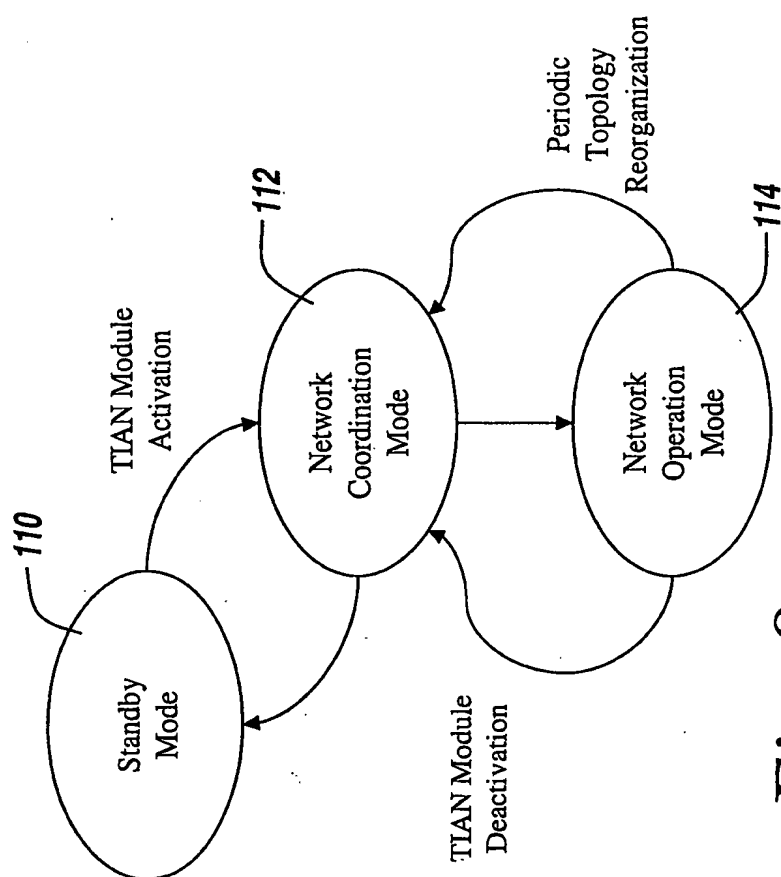 110
Standby
Mode
TIAN Module
Activation
112
Network
Coordination
Mode
TIAN Module
Deactivation
Periodic
Topology
Reorganization
114
Network
Operation
Mode